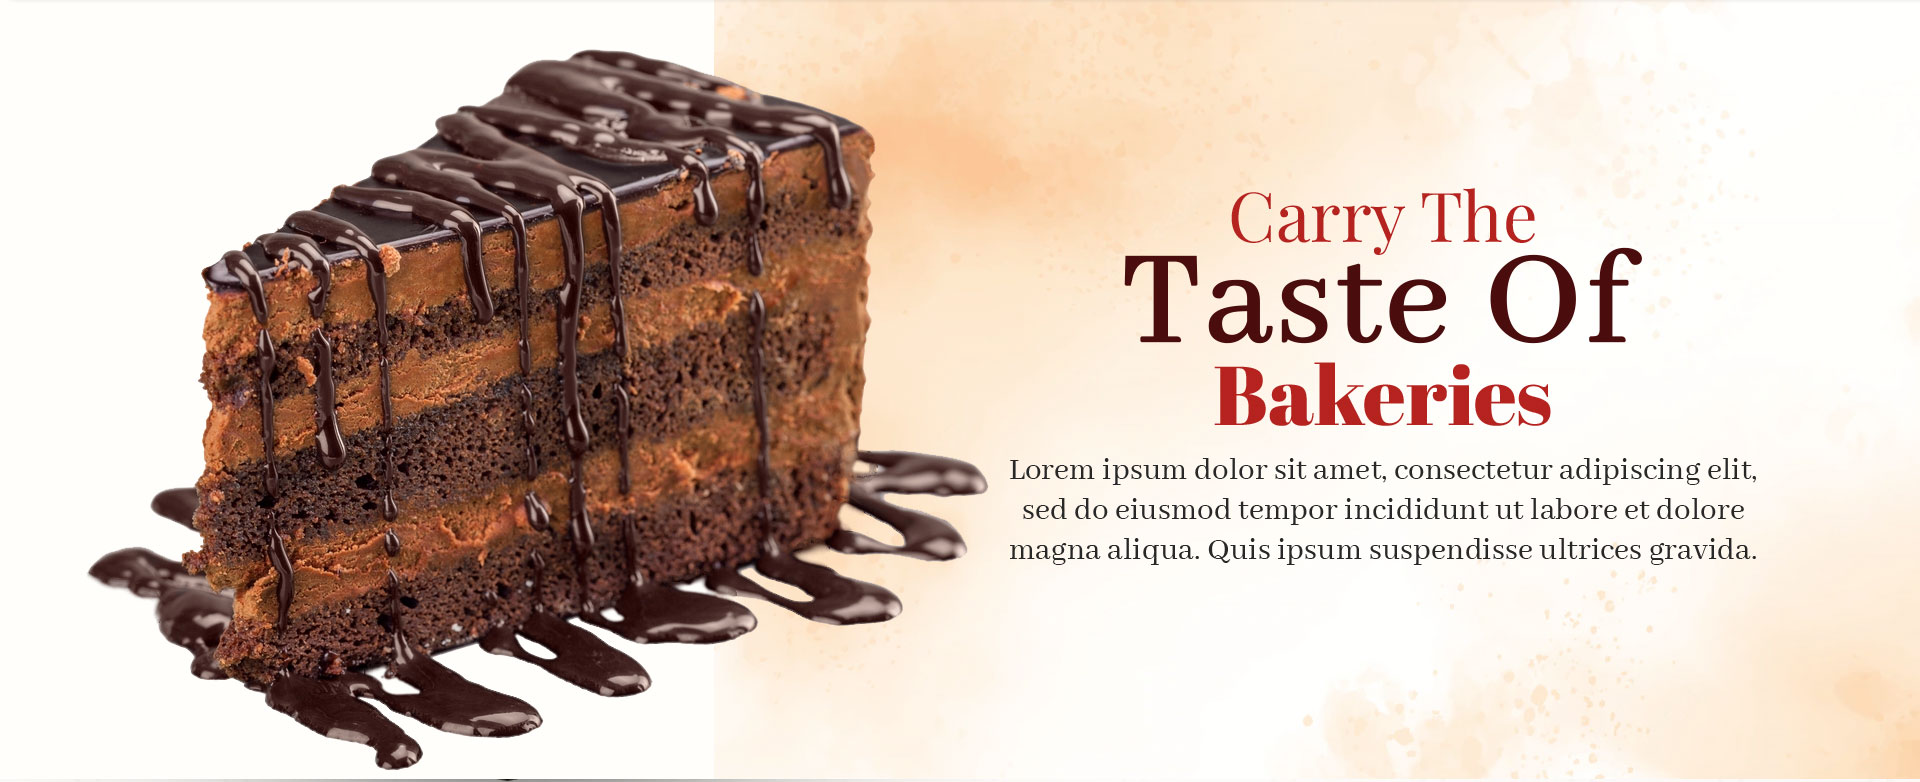 Carry The
Taste Of
Bakeries
Lorem ipsum dolor sit amet, consectetur adipiscing elit,
sed do eiusmod tempor incididunt ut labore et dolore
magna aliqua. Quis ipsum suspendisse ultrices gravida.